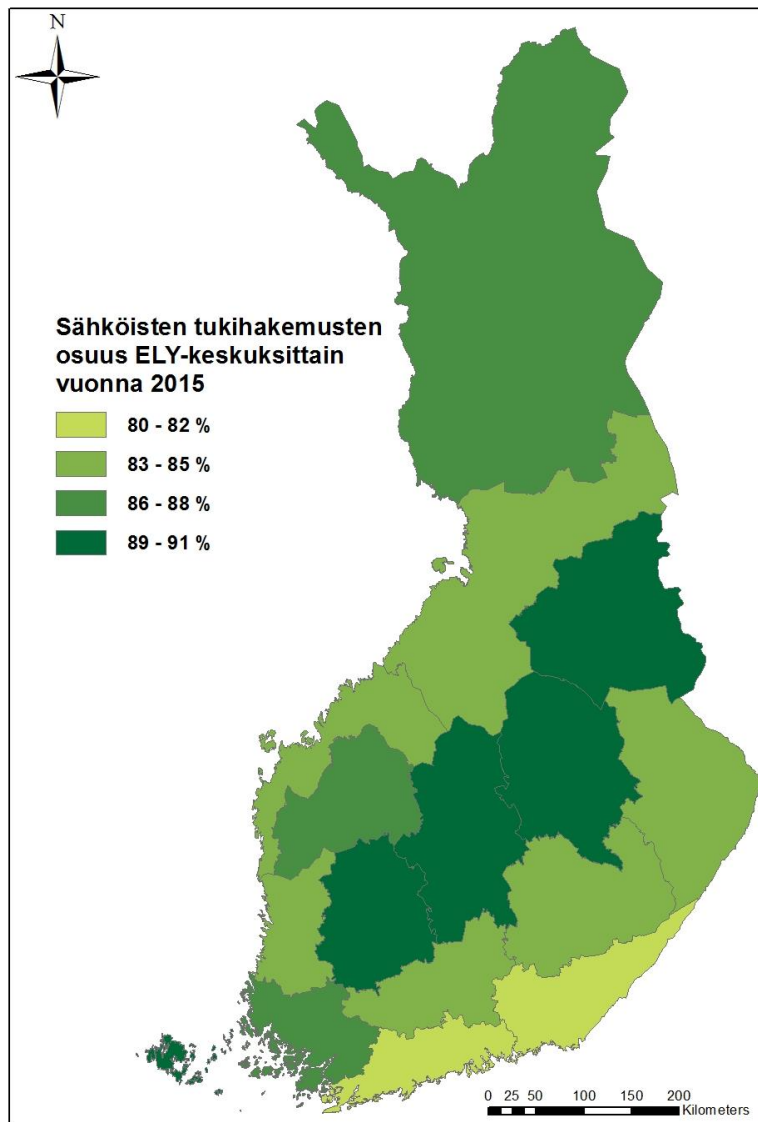 N
Sähköisten tukihakemusten
osuus ELY-keskuksittain
vuonna 2015
80 - 82 %
83 - 85 %
86 - 88 %
89 - 91 %
0 25 50 100 150 200
Kilometers